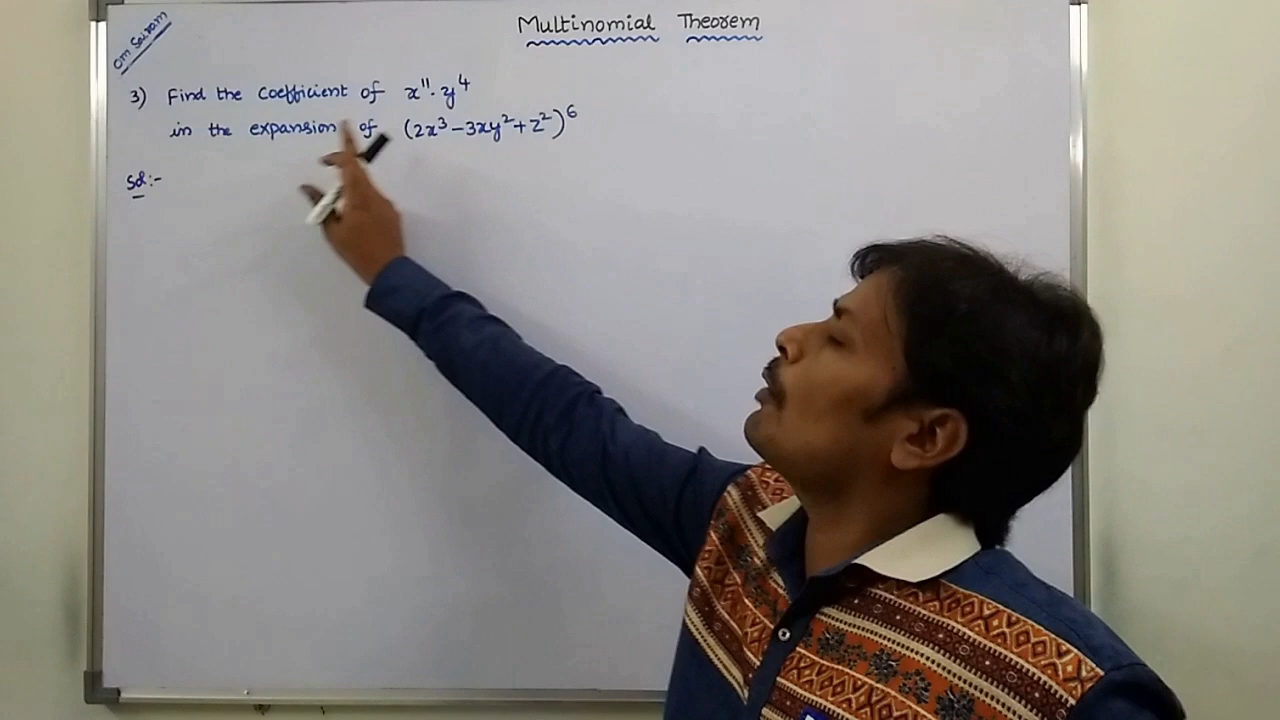 Om Sairam
Multinomial Theorem
3) Find the coefficient of x¹¹·y⁴
in the expansion of (2x³-3xy²+z²)⁶
Sol:-